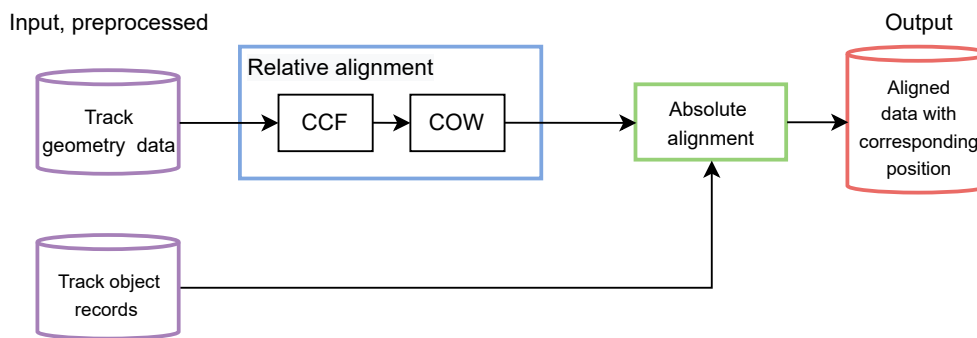 Input, preprocessed
Output
Relative alignment
Track
geometry data
CCF
COW
Absolute
alignment
Aligned
data with
corresponding
position
Track object
records